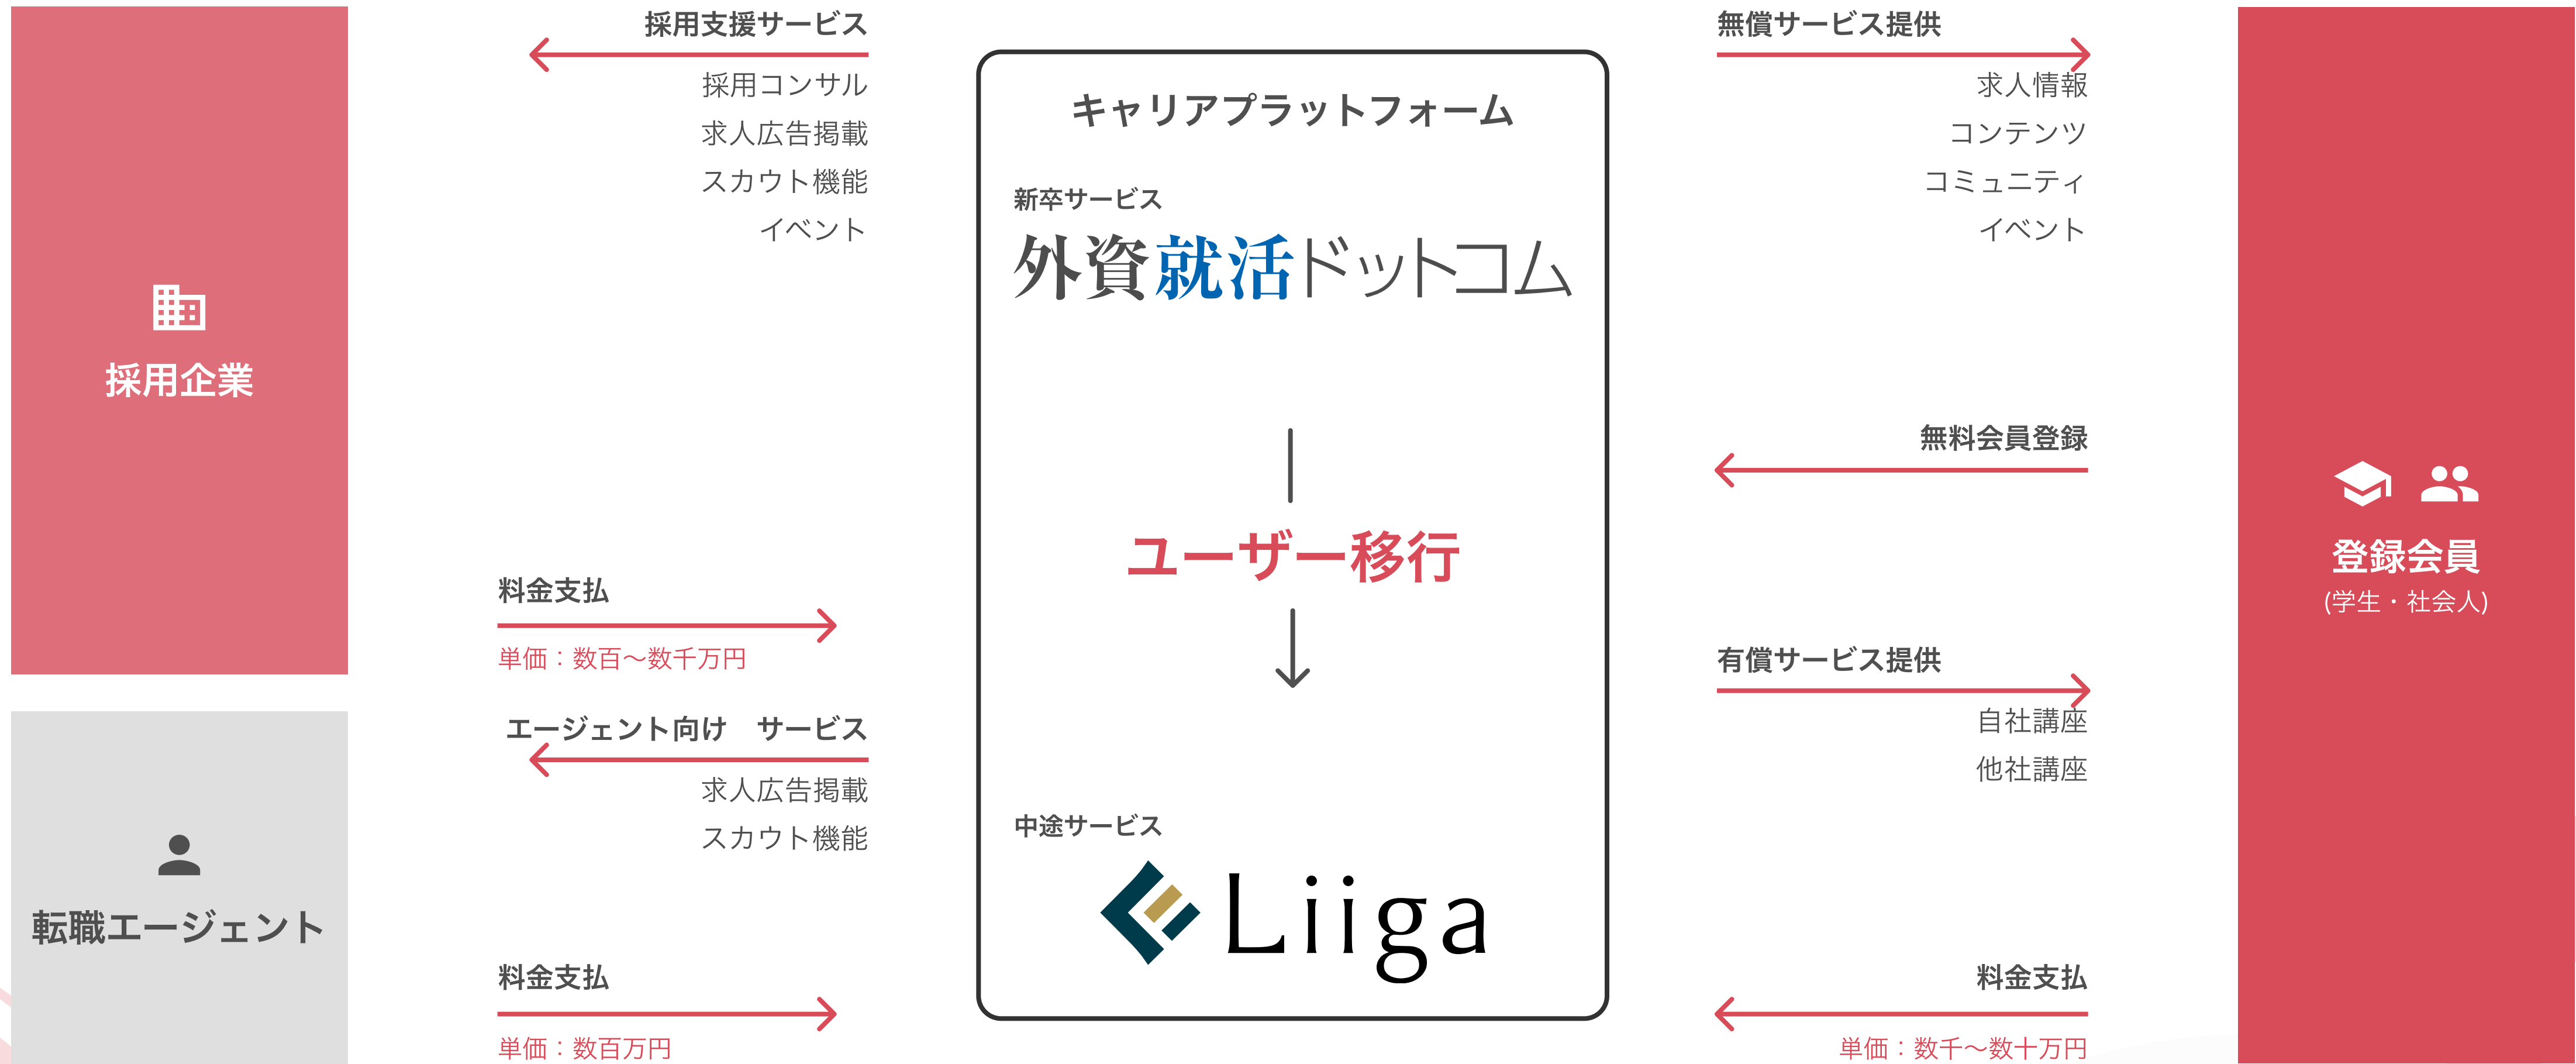 採用企業
転職エージェント
採用支援サービス
採用コンサル
求人広告掲載
スカウト機能
イベント
料金支払
単価：数百〜数千万円
エージェント向け　サービス
求人広告掲載
スカウト機能
料金支払
単価：数百万円
キャリアプラットフォーム
新卒サービス
外資就活ドットコム
ユーザー移行
中途サービス
Liiga
無償サービス提供
求人情報
コンテンツ
コミュニティ
イベント
無料会員登録
有償サービス提供
自社講座
他社講座
料金支払
単価：数千〜数十万円
登録会員
(学生・社会人)